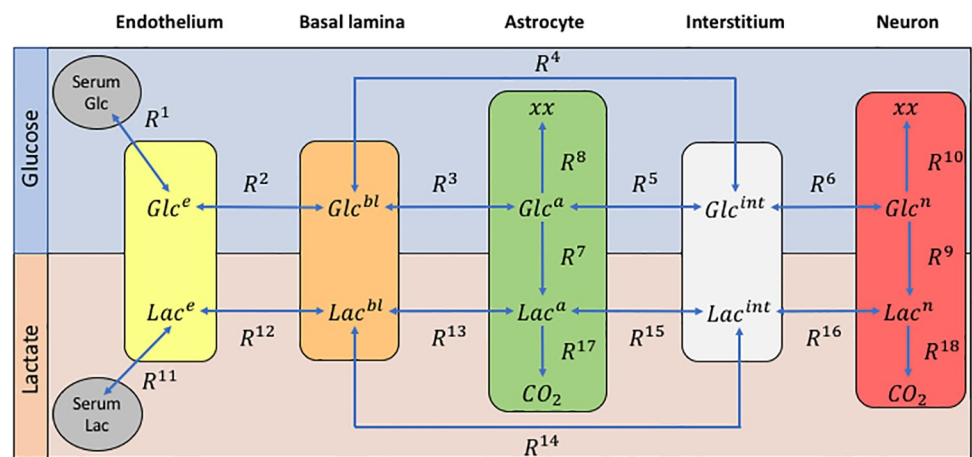 Endothelium Basal lamina Astrocyte Interstitium Neuron
Glucose
Serum
Glc
R¹
R⁴
xx
xx
R⁸
R¹⁰
R²
R³
R⁵
R⁶
Glcᵉ Glcᵇˡ Glcᵃ Glcⁱⁿᵗ Glcⁿ
R⁷
R⁹
Lactate
Lacᵉ Lacᵇˡ Lacᵃ Lacⁱⁿᵗ Lacⁿ
R¹² R¹³ R¹⁵ R¹⁶
R¹⁷
R¹⁸
R¹¹
Serum
Lac
CO₂
CO₂
R¹⁴